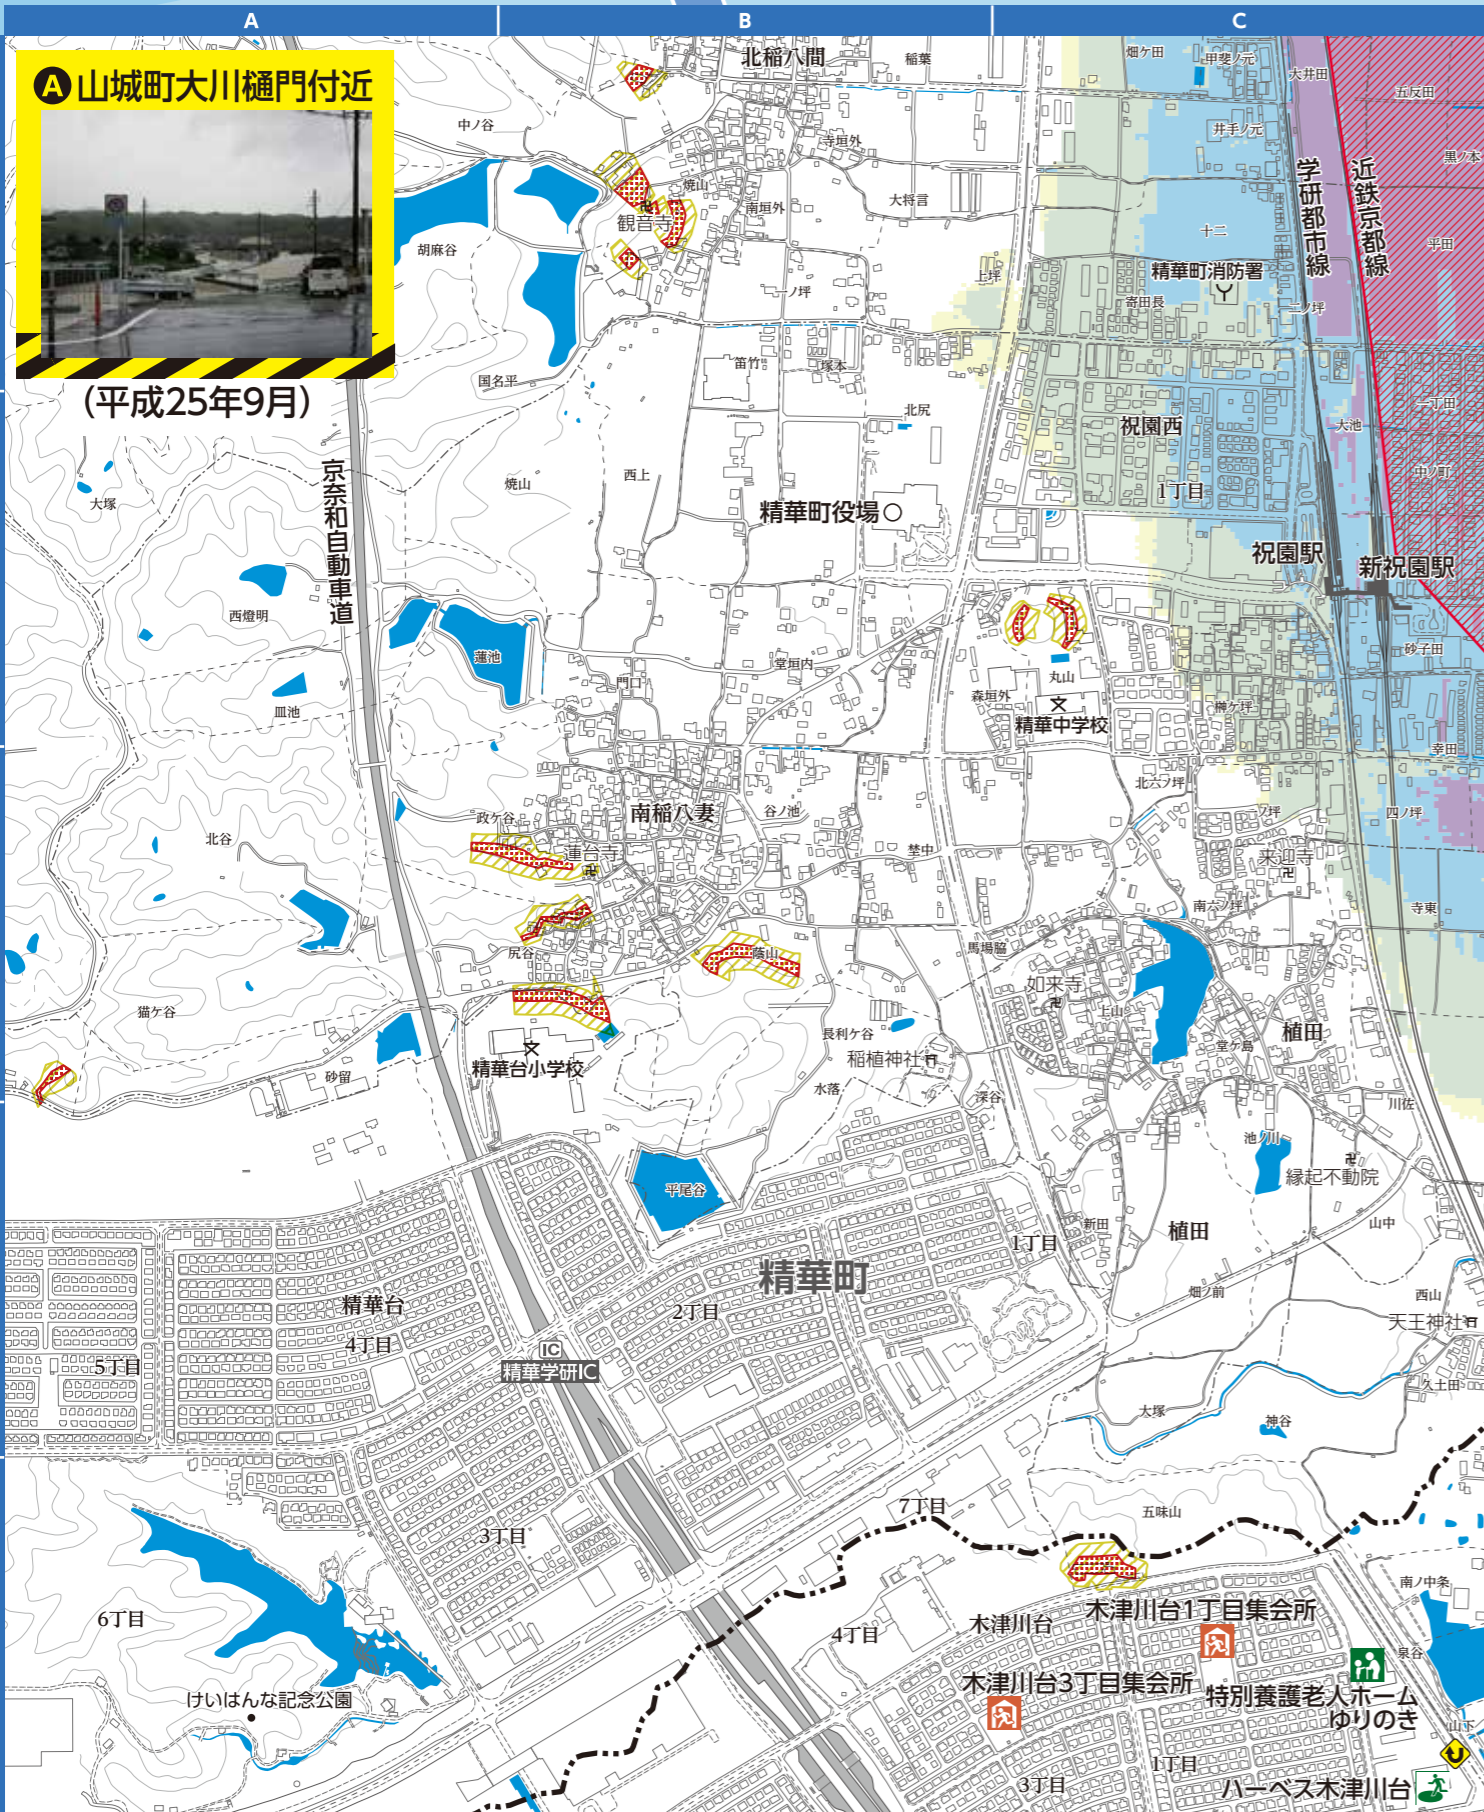 A
B
C
A 山城町大川樋門付近
(平成25年9月)
北稲八間
稲葉
畑ケ田
甲斐ノ元
大井田
五反田
中ノ谷
寺垣外
井手ノ元
黒ノ本
焼山
南垣外
大将言
観音寺
学研都市線
近鉄京都線
胡麻谷
十二
平田
上坪
精華町消防署
一ノ坪
寄田長
二ノ坪
国名平
笛竹
塚本
北尻
祝園西
大池
一丁田
大塚
京奈和自動車道
焼山
西上
1丁目
中ノ町
精華町役場
祝園駅
新祝園駅
西燈明
蓮池
門口
堂垣内
丸山
砂子田
森垣外
精華中学校
榊ケ坪
皿池
幸田
北六ノ坪
政ケ谷
南稲八妻
谷ノ池
四ノ坪
北谷
蓮台寺
埜中
来迎寺
南六ノ坪
寺東
尻谷
蔭山
馬場脇
如来寺
上山
植田
猫ケ谷
長利ケ谷
堂ケ島
稲植神社
砂留
精華台小学校
水落
深谷
川佐
池ノ川
縁起不動院
平尾谷
新田
植田
山中
1丁目
精華町
精華台
2丁目
畑ノ前
西山
天王神社
4丁目
5丁目
IC
精華学研IC
久土田
大塚
神谷
7丁目
五味山
3丁目
南ノ中条
6丁目
木津川台1丁目集会所
木津川台
4丁目
泉谷
木津川台3丁目集会所
特別養護老人ホーム
ゆりのき
けいはんな記念公園
山下
1丁目
3丁目
ハーベス木津川台